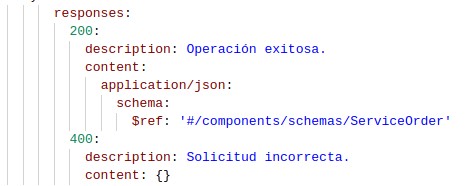 responses:
200:
description: Operación exitosa.
content:
application/json:
schema:
$ref: '#/components/schemas/ServiceOrder'
400:
description: Solicitud incorrecta.
content: {}